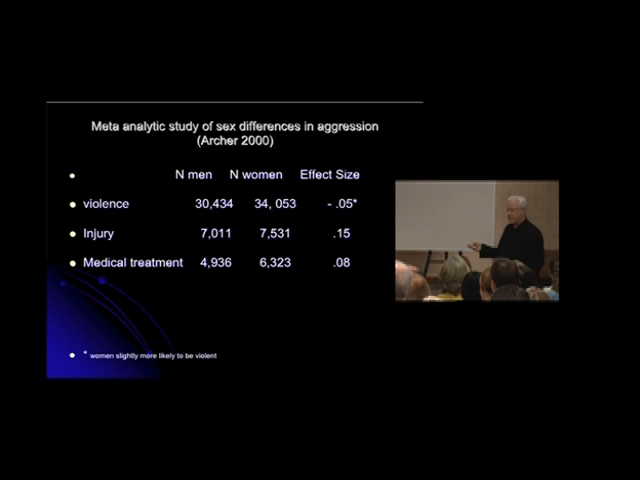 Meta analytic study of sex differences in aggression
(Archer 2000)
N men N women Effect Size
violence 30,434 34, 053 - .05*
Injury 7,011 7,531 .15
Medical treatment 4,936 6,323 .08
* women slightly more likely to be violent